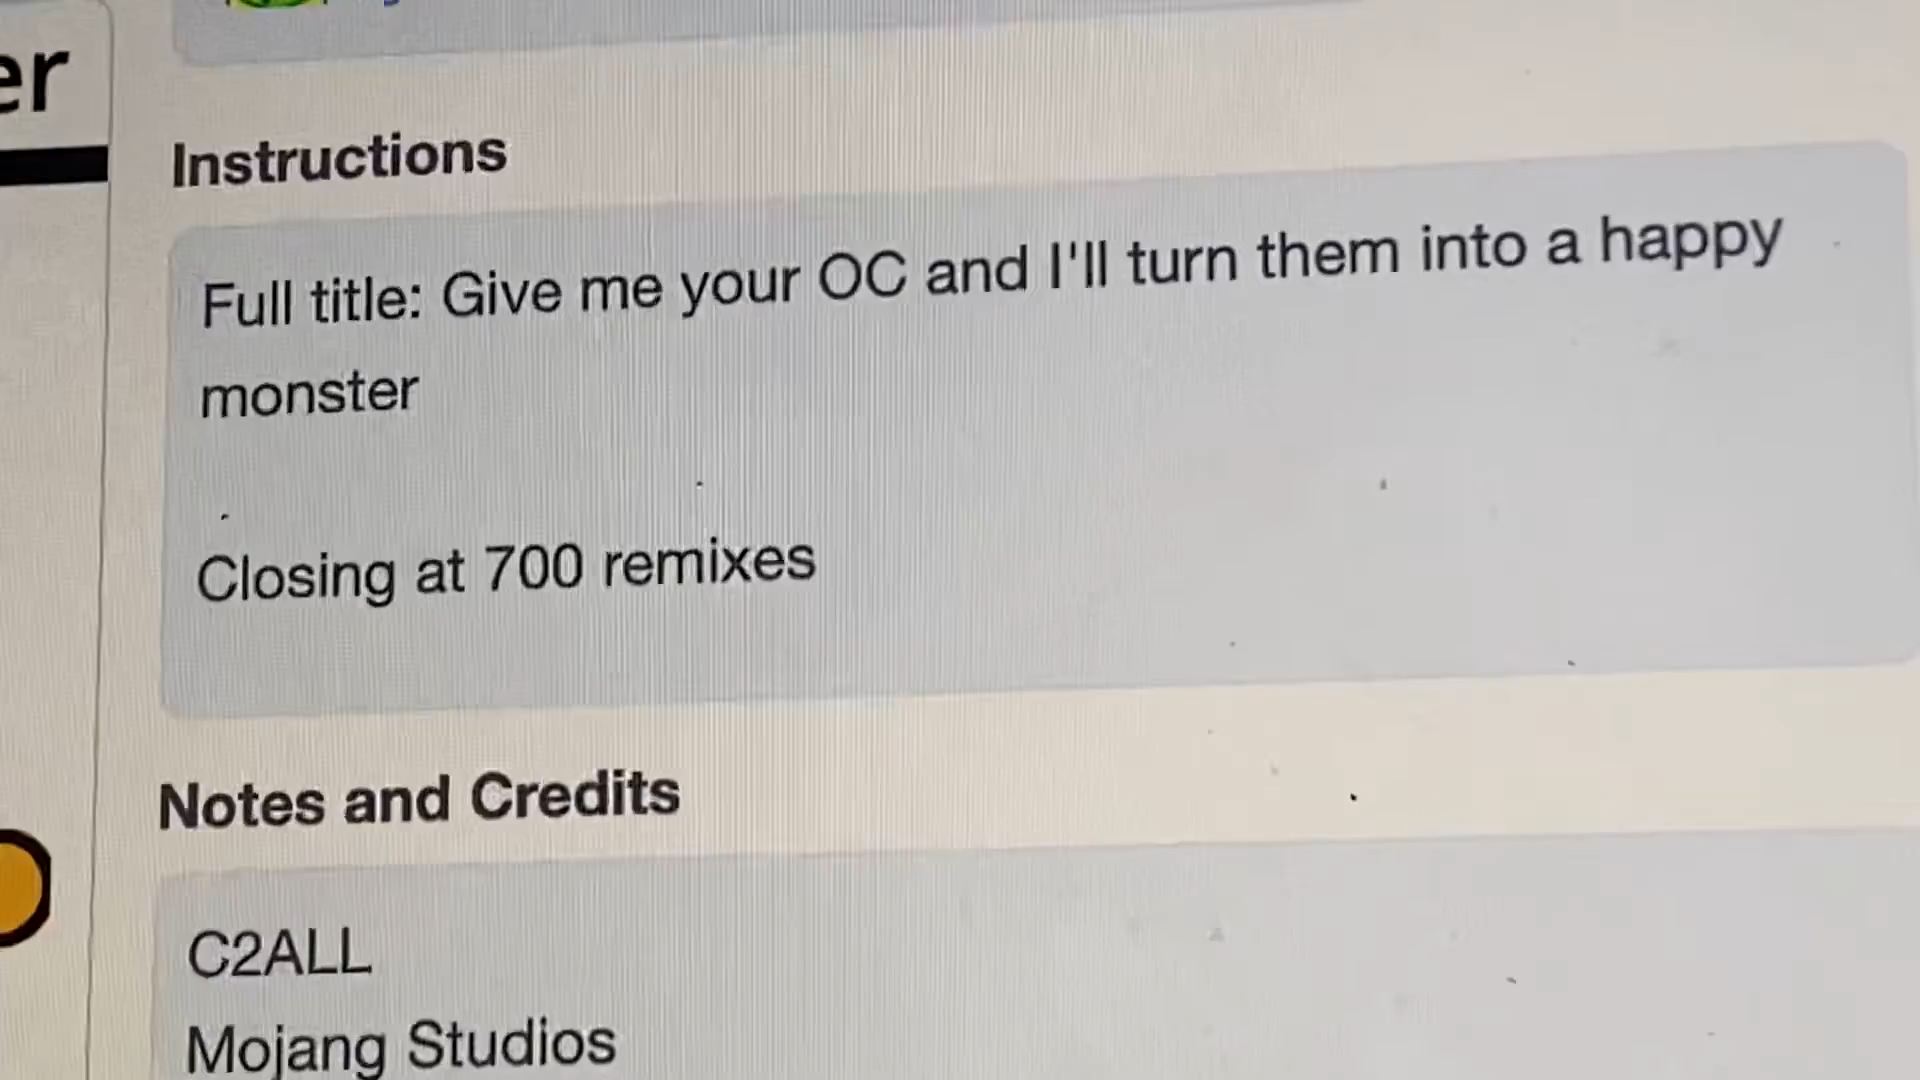 er
Instructions
Full title: Give me your OC and I'll turn them into a happy
monster
Closing at 700 remixes
Notes and Credits
C2ALL
Mojang Studios